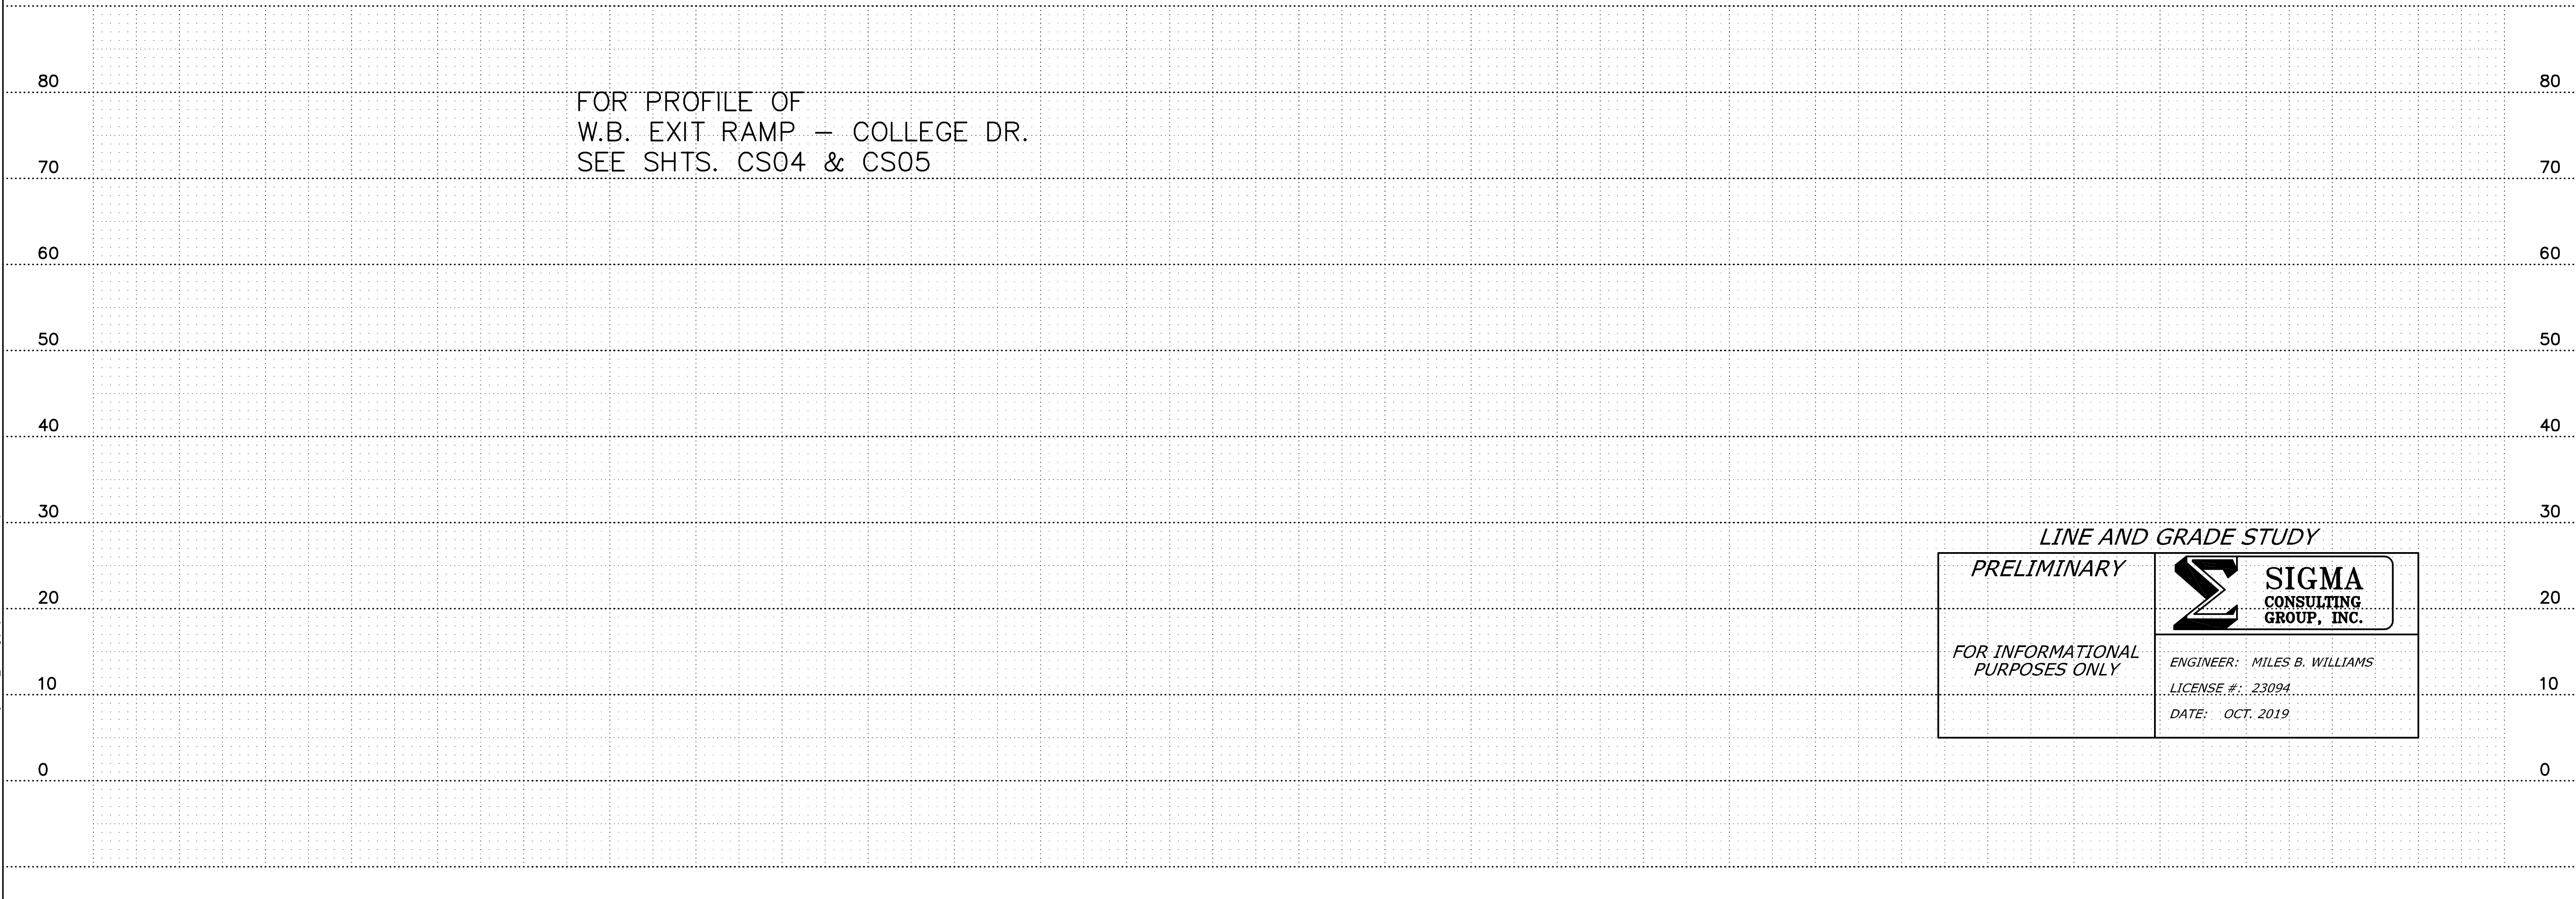 80 80
FOR PROFILE OF
W.B. EXIT RAMP – COLLEGE DR.
SEE SHTS. CS04 & CS05
70 70
60 60
50 50
40 40
30 30
LINE AND GRADE STUDY
PRELIMINARY
FOR INFORMATIONAL
PURPOSES ONLY
SIGMA
CONSULTING
GROUP, INC.
ENGINEER: MILES B. WILLIAMS
LICENSE #: 23094
DATE: OCT. 2019
20 20
10 10
0 0